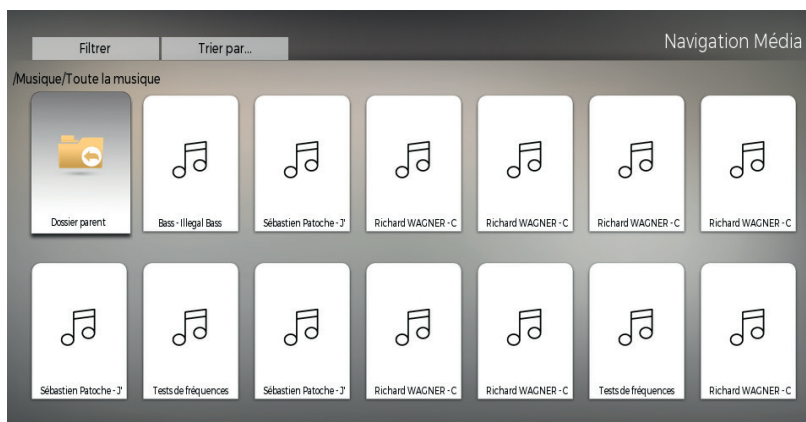 Filtrer
Trier par...
Navigation Média
/Musique/Toute la musique
Dossier parent
Bass - Illegal Bass
Sébastien Patoche - J'
Richard WAGNER - C
Richard WAGNER - C
Richard WAGNER - C
Richard WAGNER - C
Sébastien Patoche - J'
Tests de fréquences
Sébastien Patoche - J'
Richard WAGNER - C
Richard WAGNER - C
Tests de fréquences
Richard WAGNER - C